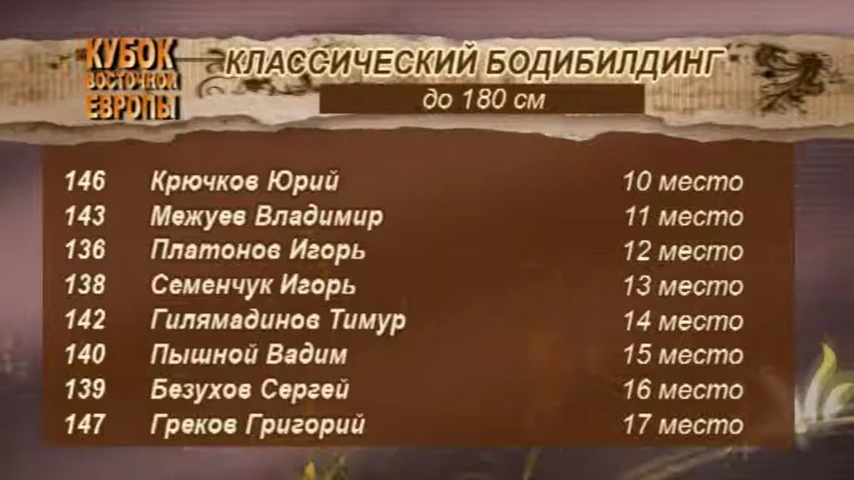 КУБОК
ВОСТОЧНОЙ
ЕВРОПЫ
КЛАССИЧЕСКИЙ БОДИБИЛДИНГ
до 180 см
146 Крючков Юрий 10 место
143 Межуев Владимир 11 место
136 Платонов Игорь 12 место
138 Семенчук Игорь 13 место
142 Гилямадинов Тимур 14 место
140 Пышной Вадим 15 место
139 Безухов Сергей 16 место
147 Греков Григорий 17 место